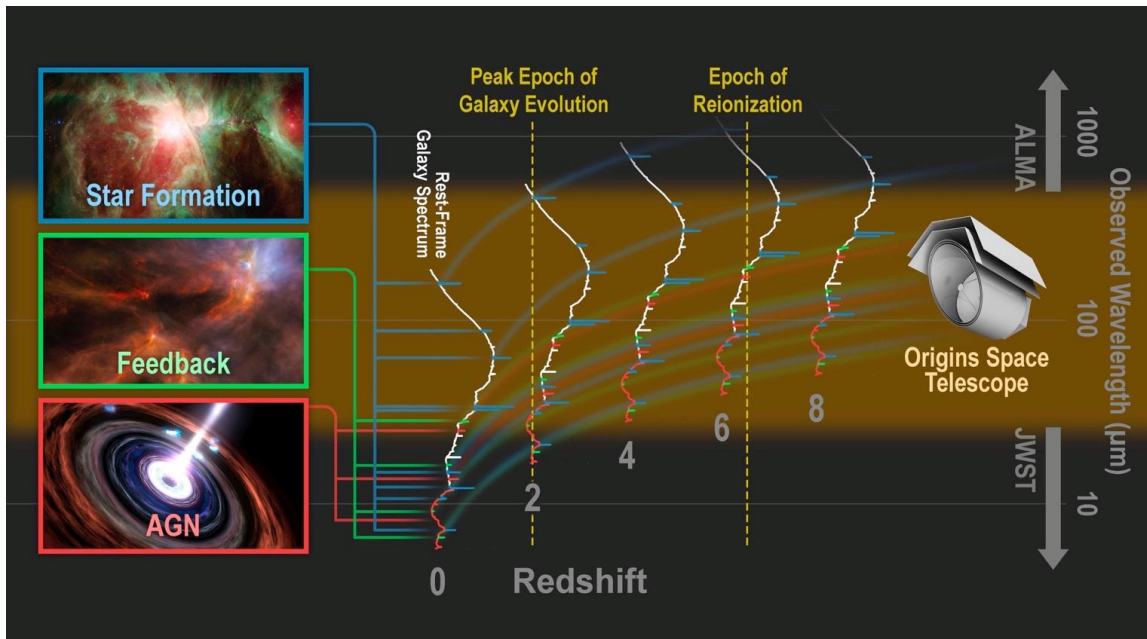 Star Formation
Feedback
AGN
Rest-Frame
Galaxy Spectrum
Peak Epoch of
Galaxy Evolution
Epoch of
Reionization
0
2
4
6
8
Redshift
Origins Space
Telescope
ALMA
JWST
1000
100
10
Observed Wavelength (μm)